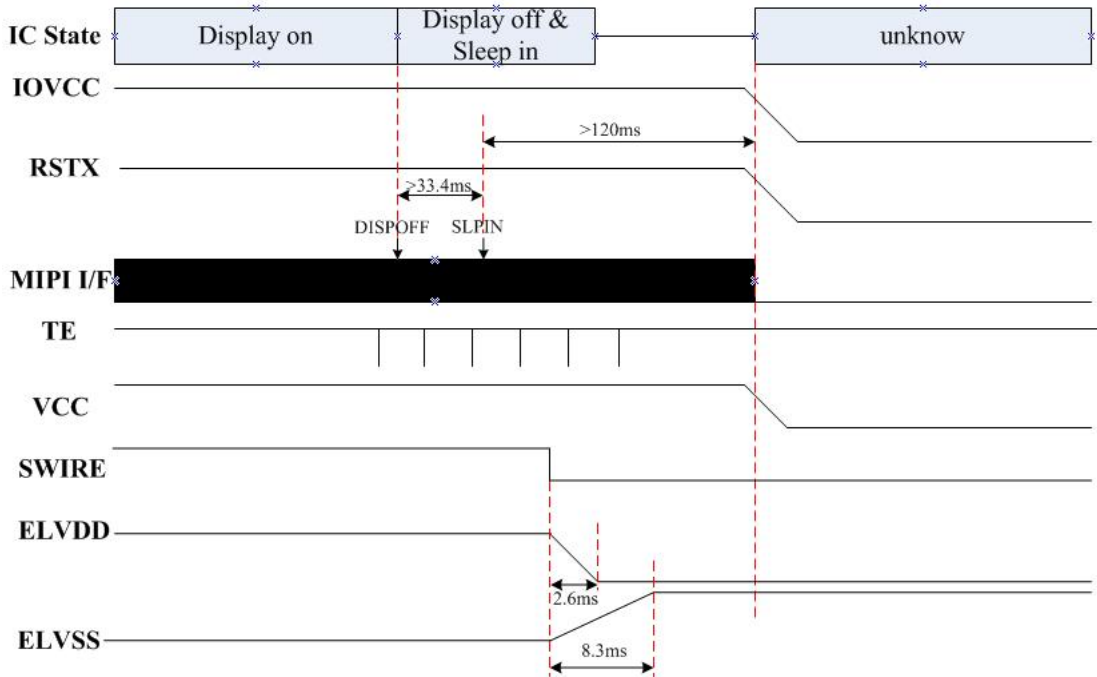 IC State
Display on
Display off &
Sleep in
unknow
IOVCC
>120ms
RSTX
>33.4ms
DISPOFF
SLPIN
MIPI I/F
TE
VCC
SWIRE
ELVDD
2.6ms
ELVSS
8.3ms